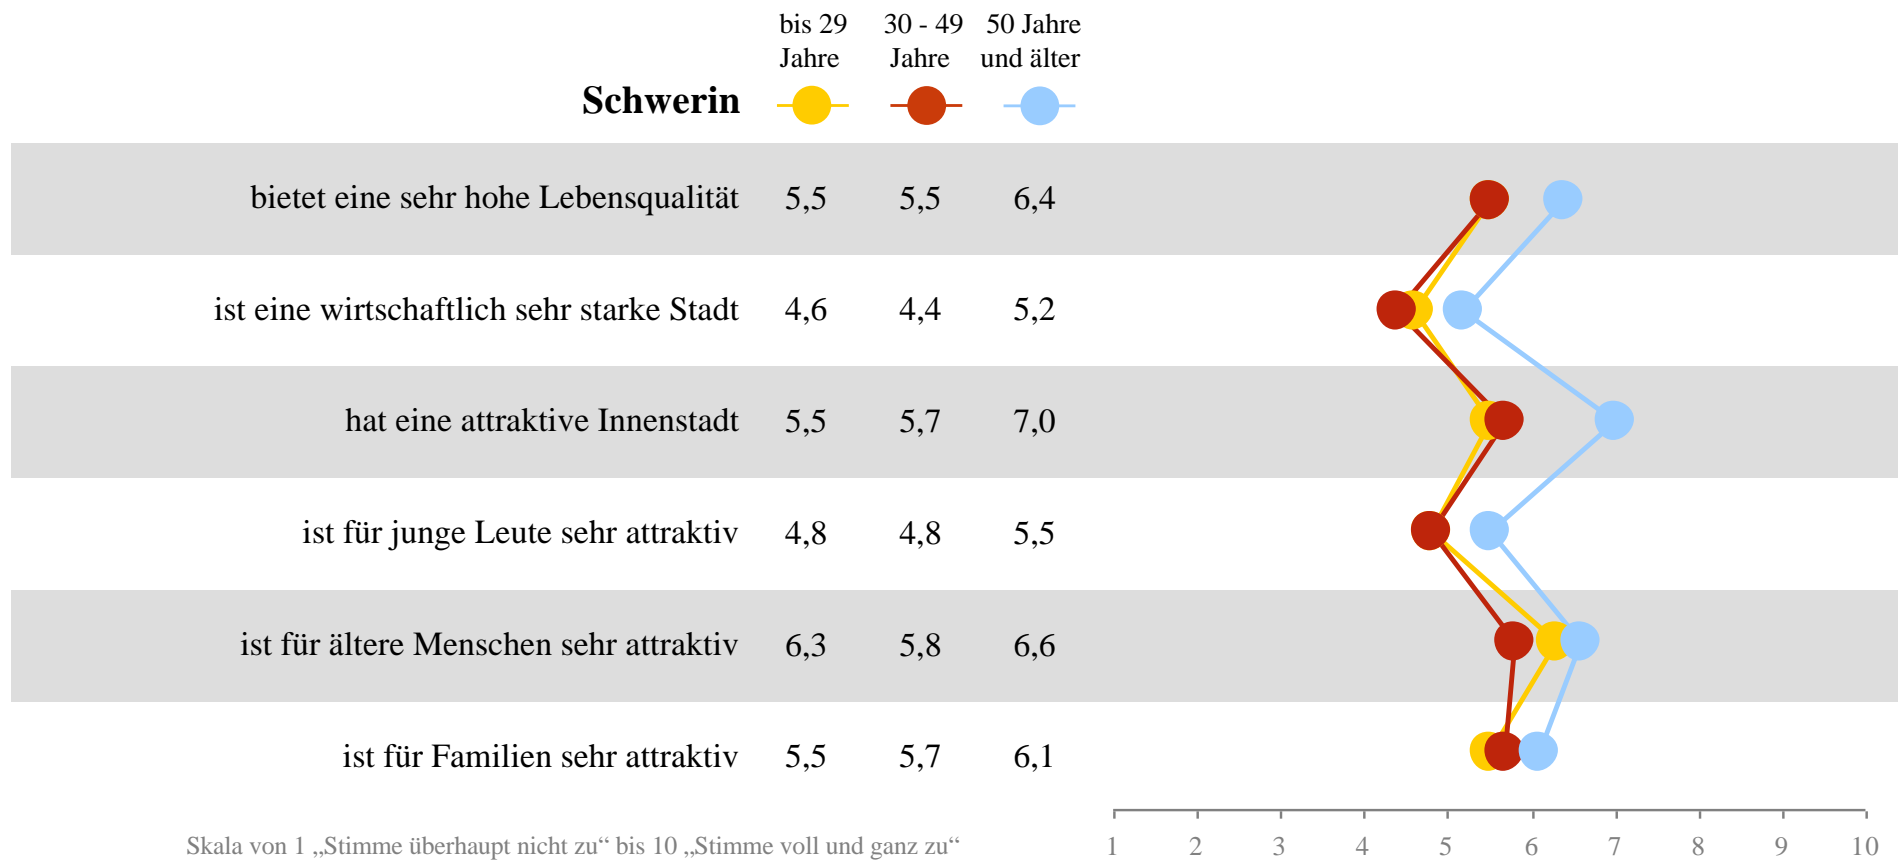 bis 29 30 - 49 50 Jahre
Jahre Jahre und älter
Schwerin
bietet eine sehr hohe Lebensqualität 5,5 5,5 6,4
ist eine wirtschaftlich sehr starke Stadt 4,6 4,4 5,2
hat eine attraktive Innenstadt 5,5 5,7 7,0
ist für junge Leute sehr attraktiv 4,8 4,8 5,5
ist für ältere Menschen sehr attraktiv 6,3 5,8 6,6
ist für Familien sehr attraktiv 5,5 5,7 6,1
Skala von 1 „Stimme überhaupt nicht zu“ bis 10 „Stimme voll und ganz zu“ 1 2 3 4 5 6 7 8 9 10